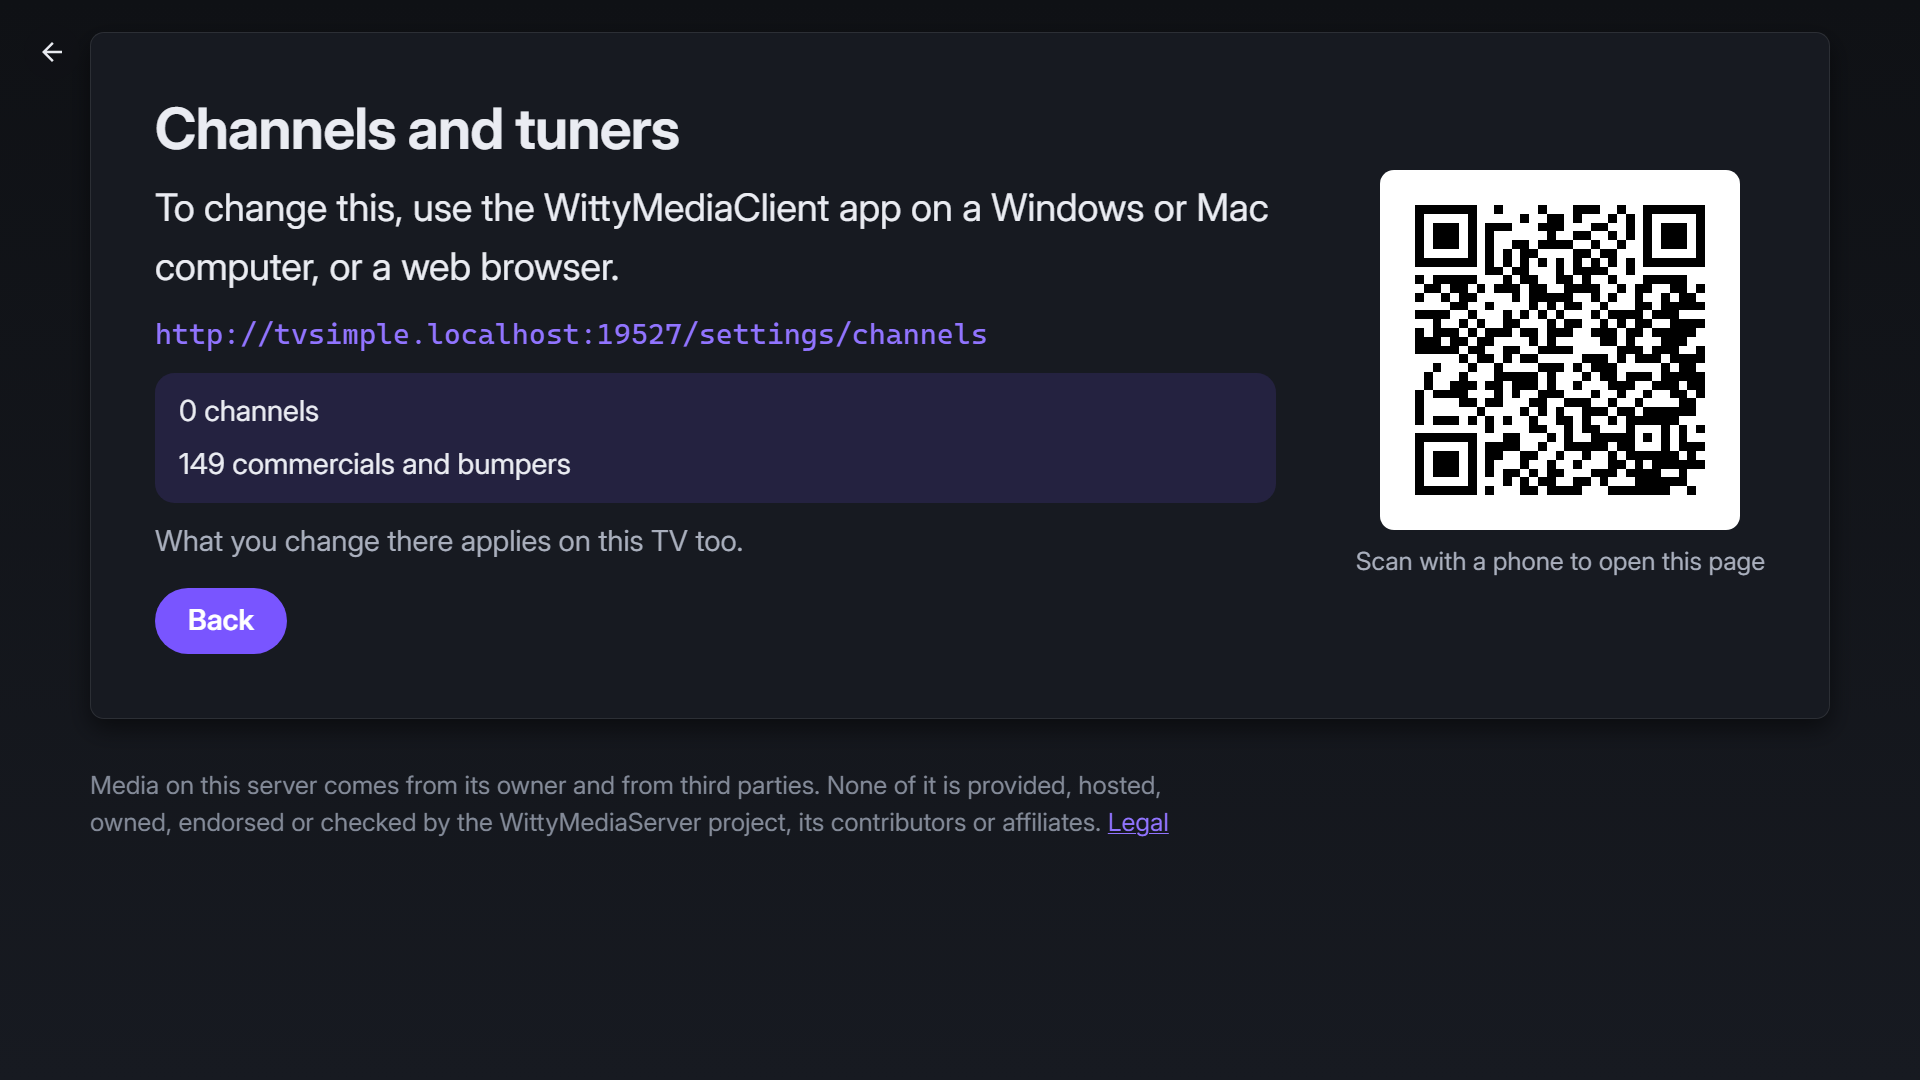 Channels and tuners
To change this, use the WittyMediaClient app on a Windows or Mac
computer, or a web browser.
http://tvsimple.localhost:19527/settings/channels
0 channels
149 commercials and bumpers
What you change there applies on this TV too.
Back
Scan with a phone to open this page
Media on this server comes from its owner and from third parties. None of it is provided, hosted,
owned, endorsed or checked by the WittyMediaServer project, its contributors or affiliates. Legal